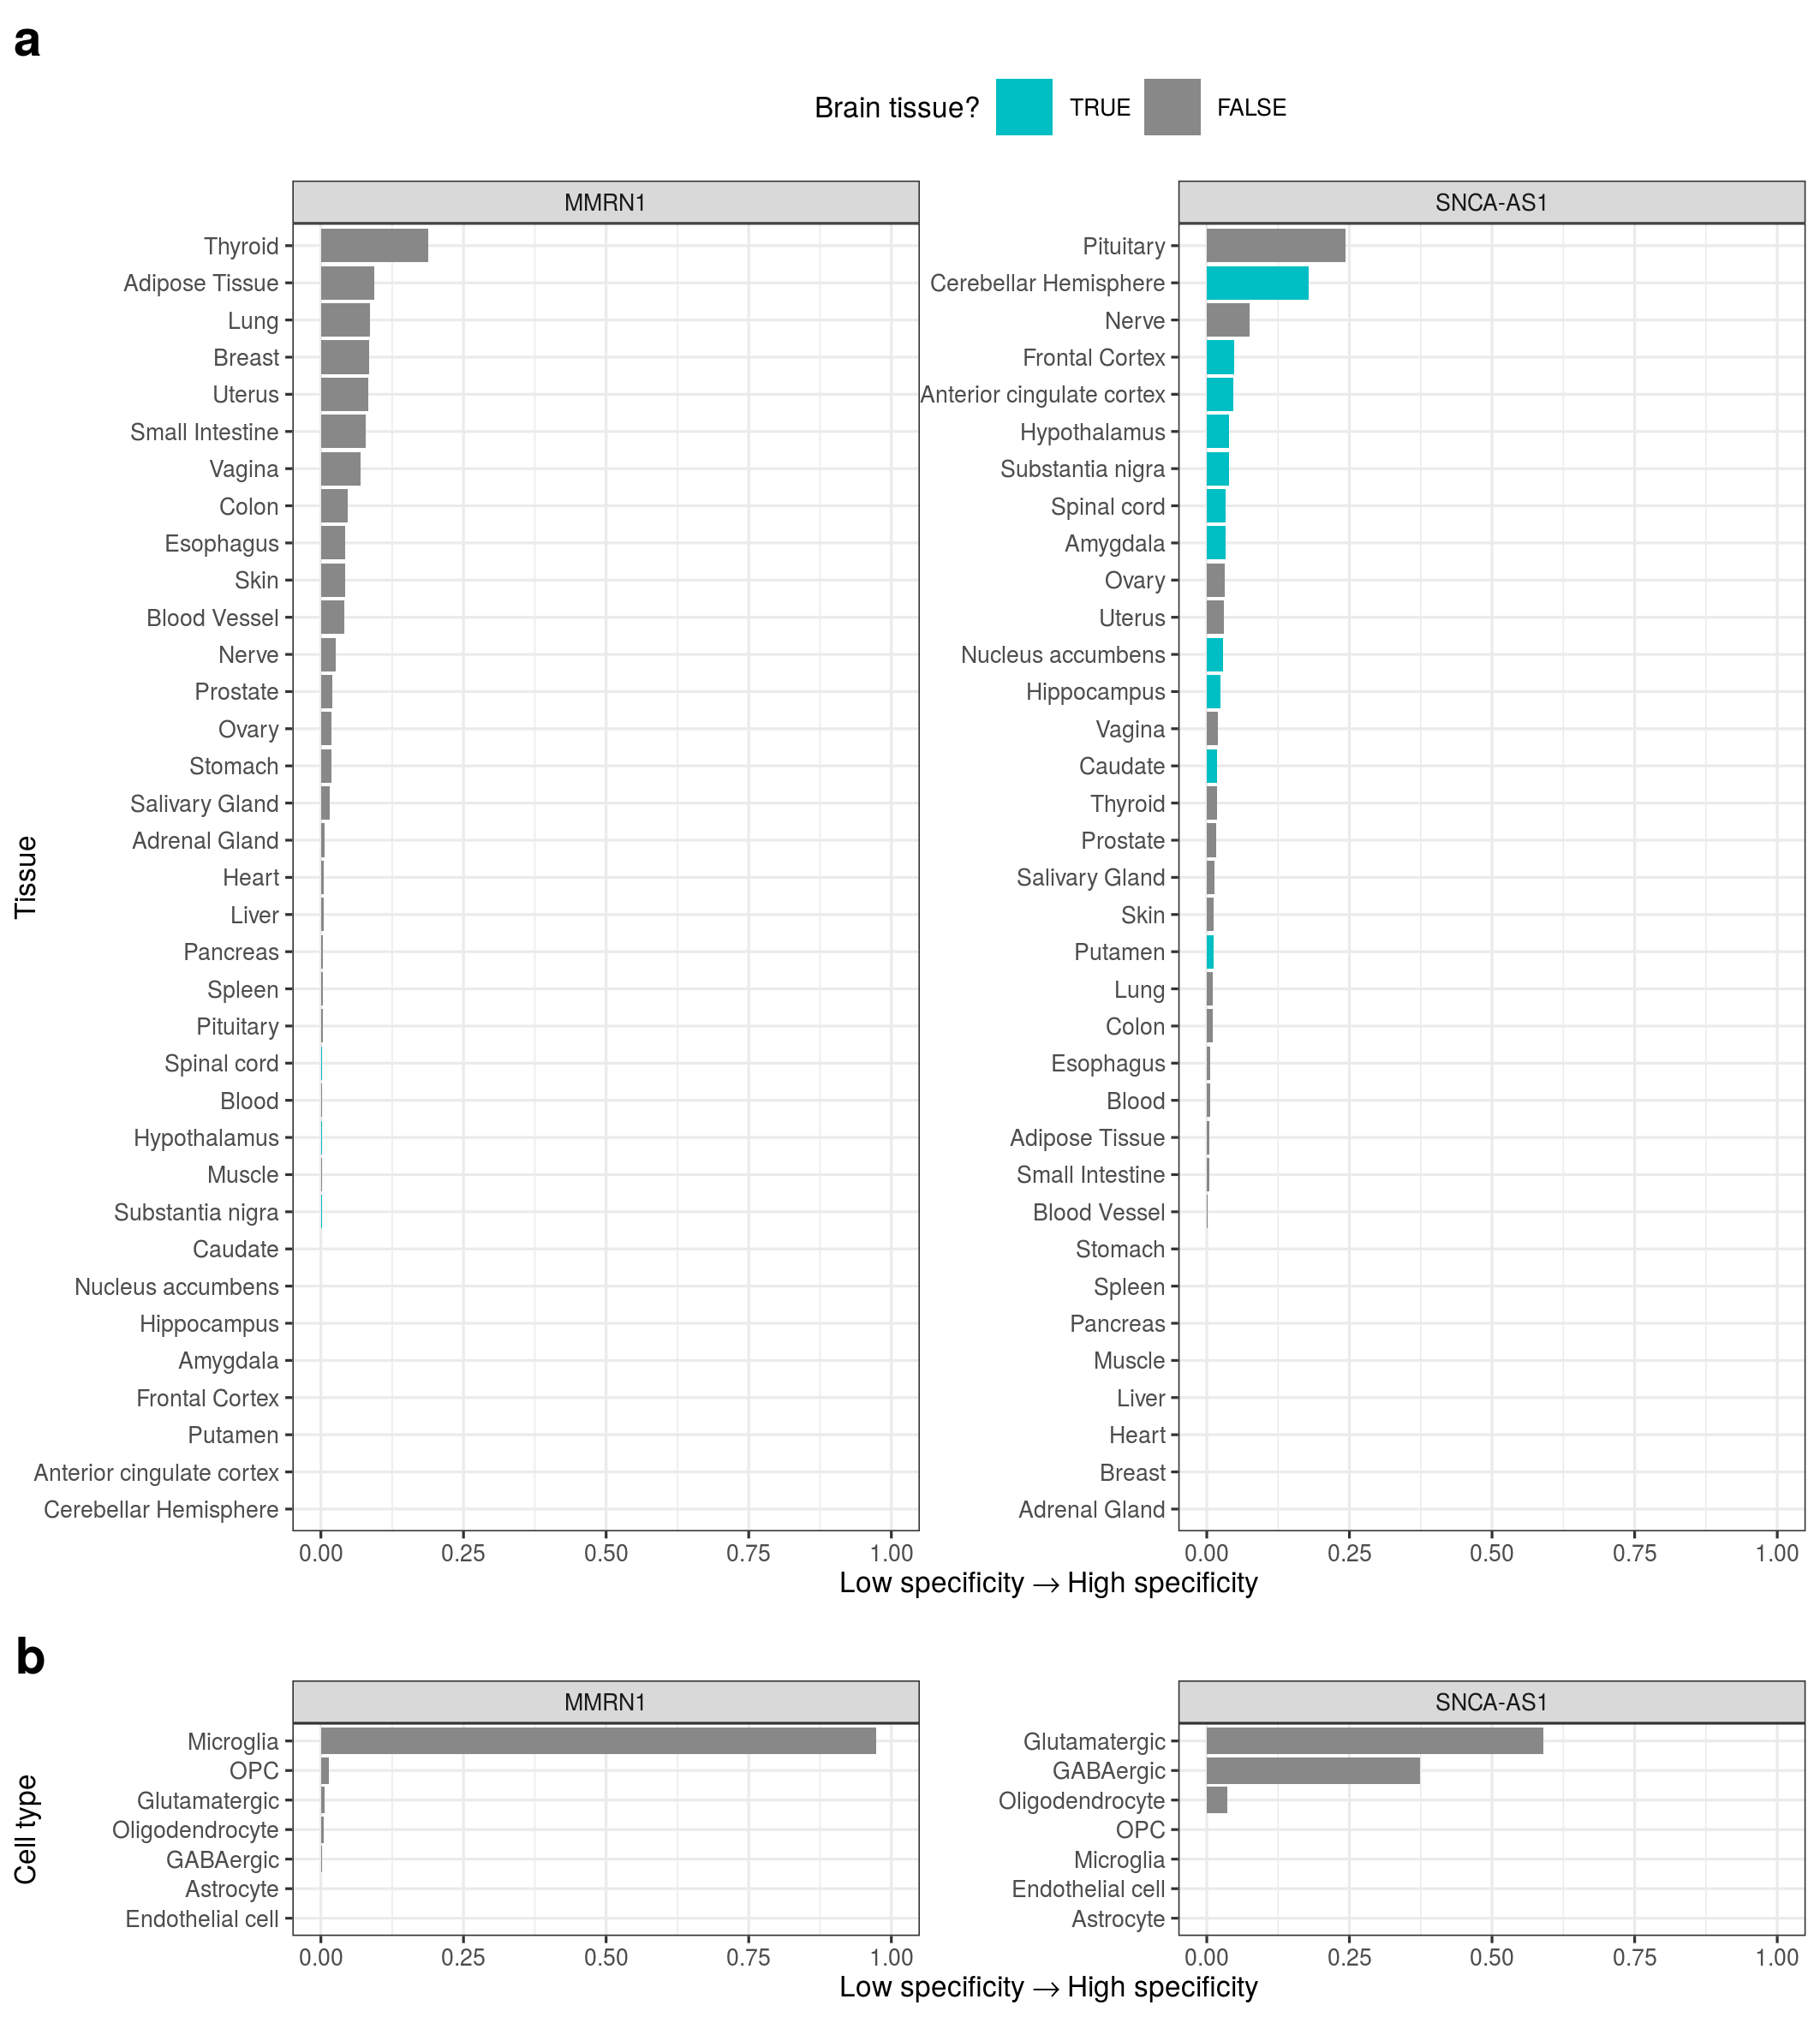 a
Brain tissue? TRUE FALSE
MMRN1
Thyroid
Adipose Tissue
Lung
Breast
Uterus
Small Intestine
Vagina
Colon
Esophagus
Skin
Blood Vessel
Nerve
Prostate
Ovary
Stomach
Salivary Gland
Adrenal Gland
Heart
Liver
Pancreas
Spleen
Pituitary
Spinal cord
Blood
Hypothalamus
Muscle
Substantia nigra
Caudate
Nucleus accumbens
Hippocampus
Amygdala
Frontal Cortex
Putamen
Anterior cingulate cortex
Cerebellar Hemisphere
0.00 0.25 0.50 0.75 1.00
SNCA-AS1
Pituitary
Cerebellar Hemisphere
Nerve
Frontal Cortex
Anterior cingulate cortex
Hypothalamus
Substantia nigra
Spinal cord
Amygdala
Ovary
Uterus
Nucleus accumbens
Hippocampus
Vagina
Caudate
Thyroid
Prostate
Salivary Gland
Skin
Putamen
Lung
Colon
Esophagus
Blood
Adipose Tissue
Small Intestine
Blood Vessel
Stomach
Spleen
Pancreas
Muscle
Liver
Heart
Breast
Adrenal Gland
0.00 0.25 0.50 0.75 1.00
Tissue
Low specificity → High specificity
b
MMRN1
Microglia
OPC
Glutamatergic
Oligodendrocyte
GABAergic
Astrocyte
Endothelial cell
0.00 0.25 0.50 0.75 1.00
SNCA-AS1
Glutamatergic
GABAergic
Oligodendrocyte
OPC
Microglia
Endothelial cell
Astrocyte
0.00 0.25 0.50 0.75 1.00
Cell type
Low specificity → High specificity